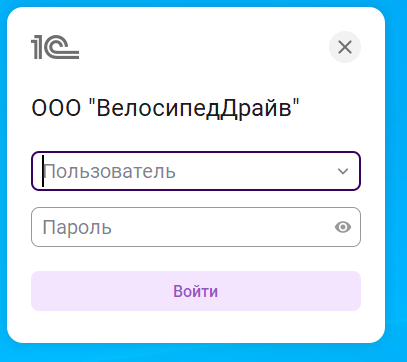 1С
ООО "ВелосипедДрайв"
Пользователь
Пароль
Войти